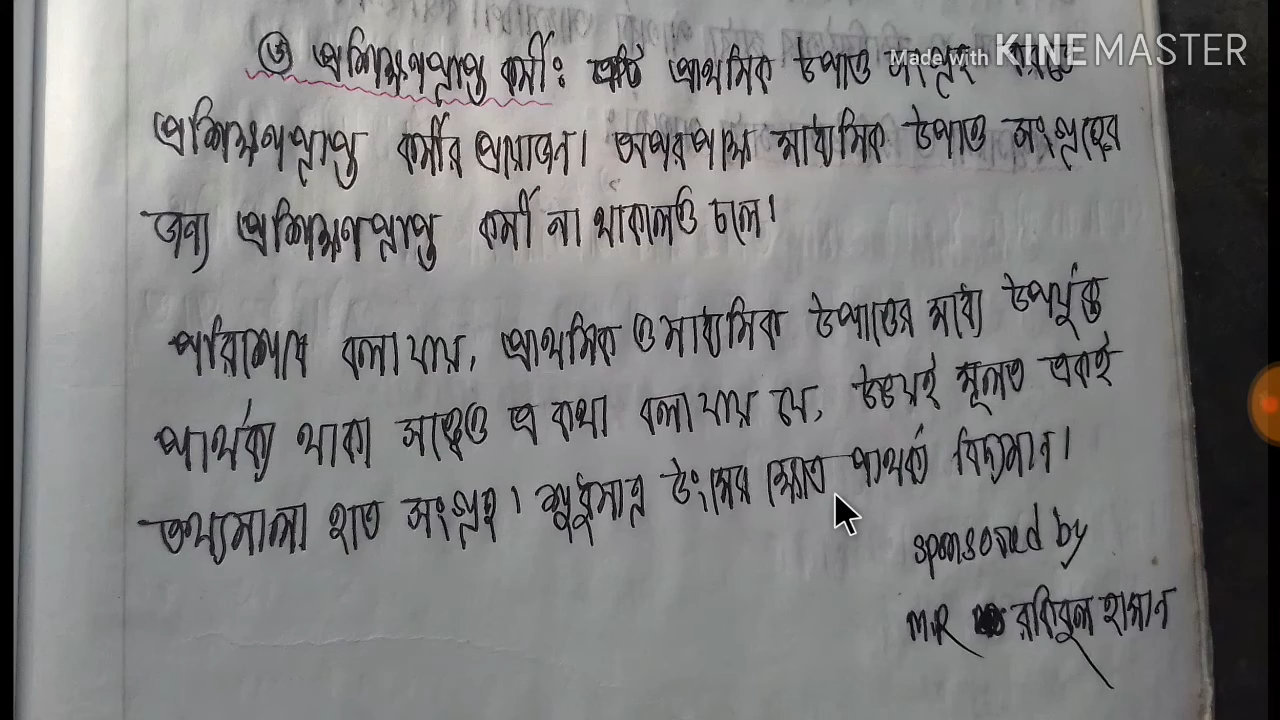 ৩ প্রশিক্ষণপ্রাপ্ত কর্মীঃ প্রাথমিক উপাত্ত সংগ্রহ করতে
Made with KINEMASTER
প্রশিক্ষণপ্রাপ্ত কর্মীর প্রয়োজন। অপরপক্ষে মাধ্যমিক উপাত্ত সংগ্রহের
জন্য প্রশিক্ষণপ্রাপ্ত কর্মী না থাকলেও চলে।
পরিশেষে বলা যায়, প্রাথমিক ও মাধ্যমিক উপাত্তের মধ্যে উপর্যুক্ত
পার্থক্য থাকা সত্ত্বেও এ কথা বলা যায় যে, উভয়ই মূলত একই
তথ্যমালা হতে সংগ্রহ। শুধুমাত্র উৎসের ক্ষেত্রে পার্থক্য বিদ্যমান।
sponsored by
MR রবিবুল হাসান